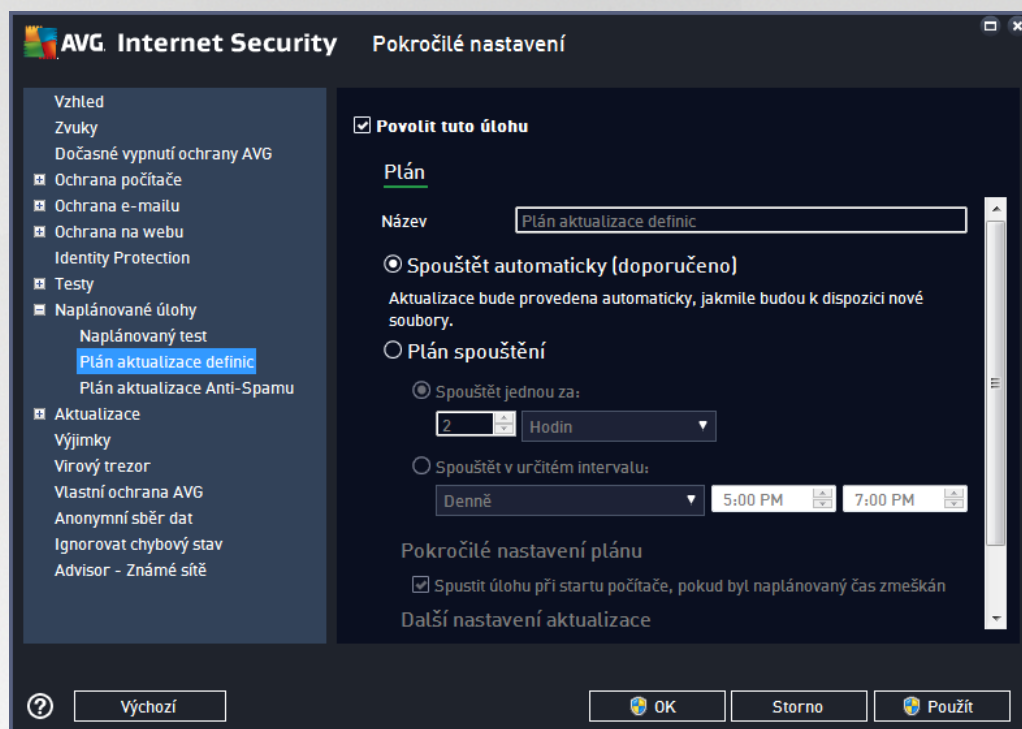 AVG. Internet Security
Pokročilé nastavení
Vzhled
Zvuky
Dočasné vypnutí ochrany AVG
Ochrana počítače
Ochrana e-mailu
Ochrana na webu
Identity Protection
Testy
Naplánované úlohy
Naplánovaný test
Plán aktualizace definic
Plán aktualizace Anti-Spamu
Aktualizace
Výjimky
Virový trezor
Vlastní ochrana AVG
Anonymní sběr dat
Ignorovat chybový stav
Advisor - Známé sítě
Povolit tuto úlohu
Plán
Název Plán aktualizace definic
Spouštět automaticky (doporučeno)
Aktualizace bude provedena automaticky, jakmile budou k dispozici nové
soubory.
Plán spouštění
Spouštět jednou za:
2 Hodin
Spouštět v určitém intervalu:
Denně 5:00 PM 7:00 PM
Pokročilé nastavení plánu
Spustit úlohu při startu počítače, pokud byl naplánovaný čas zmeškán
Další nastavení aktualizace
Výchozí OK Storno Použít